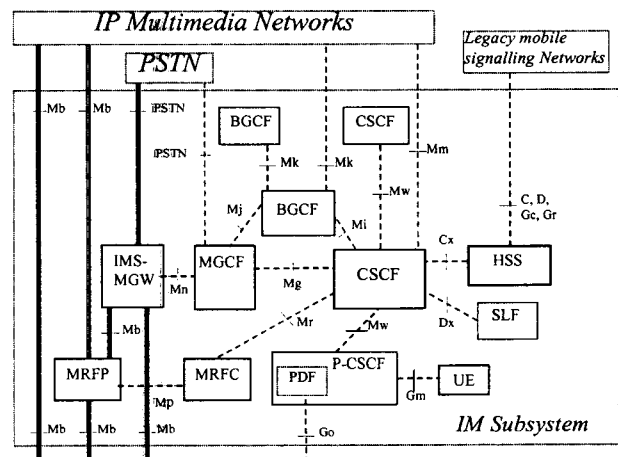 IP Multimedia Networks
PSTN
Legacy mobile
signalling Networks
Mb
Mb
PSTN
BGCF
CSCF
Mm
PSTN
Mk
Mk
Mw
C, D,
Gc, Gr
BGCF
Mj
Mi
IMS-
MGW
Mn
MGCF
Mg
CSCF
Cx
HSS
Mb
Mr
Mw
Dx
SLF
MRFP
Mp
MRFC
P-CSCF
PDF
Gm
UE
Mb
Mb
Mb
Go
IM Subsystem